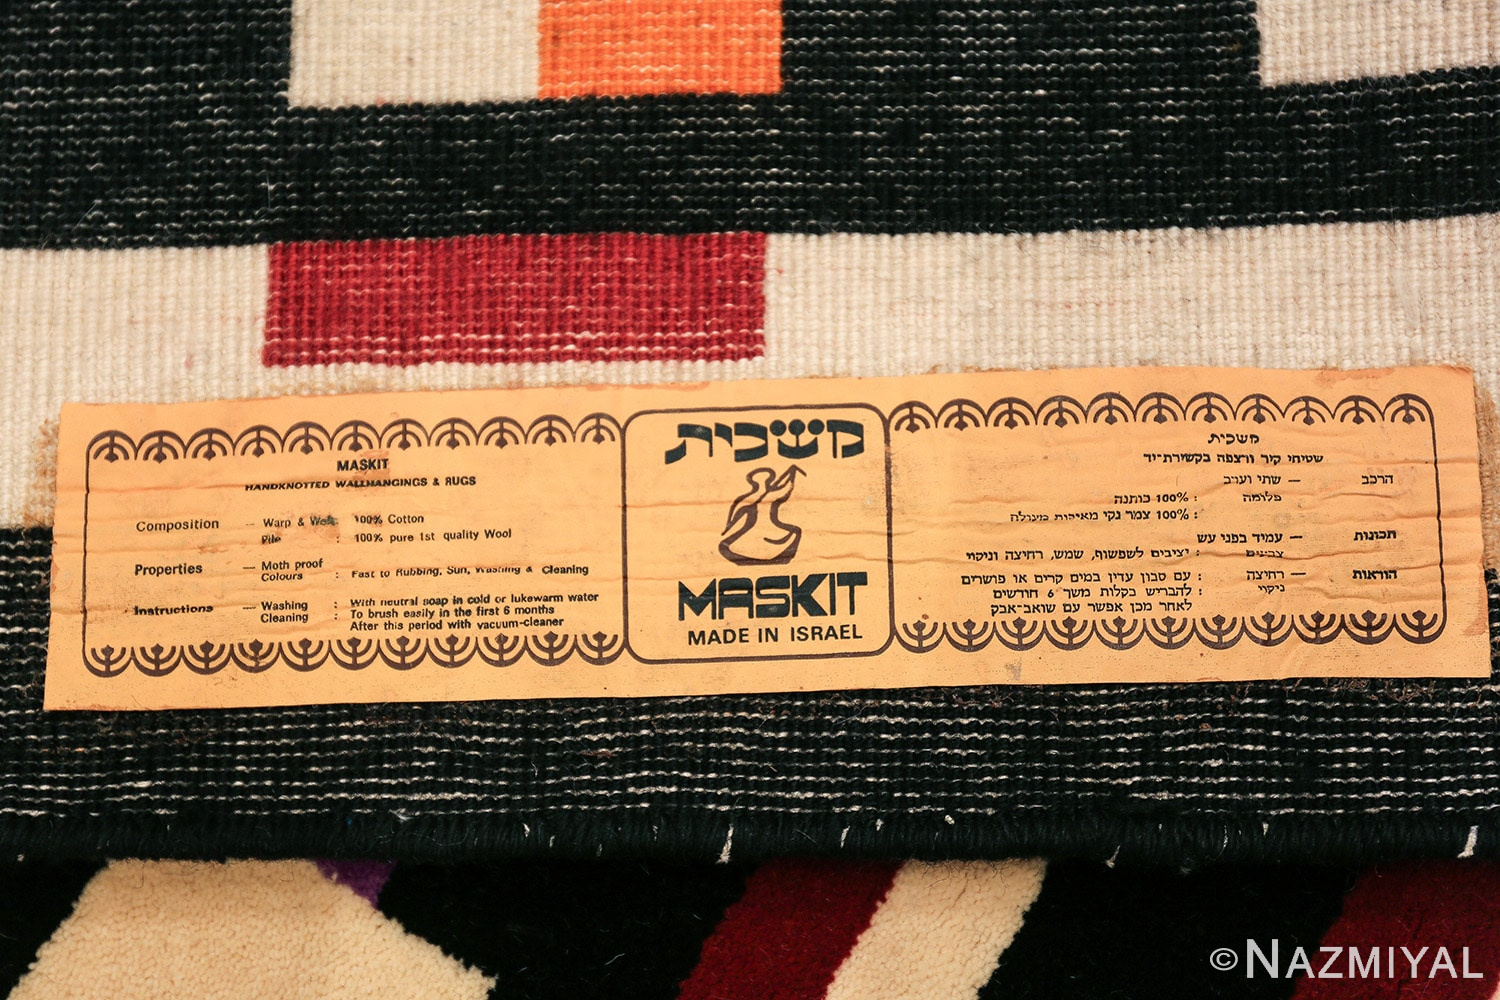 MASKIT
HANDKNOTTED WALLHANGINGS & RUGS
Composition — Warp & Weft : 100% Cotton
Pile : 100% pure 1st quality Wool
Properties — Moth proof
Colours : Fast to Rubbing, Sun, Washing & Cleaning
Instructions — Washing : With neutral soap in cold or lukewarm water
Cleaning : To brush easily in the first 6 months
After this period with vacuum-cleaner
משכית
MASKIT
MADE IN ISRAEL
משכית
שטיחי קיר ורצפה בקשירת־יד
הרכב — שתי וערב
פלומה : 100% כותנה
: 100% צמר נקי מאיכות מעולה
תכונות — עמיד בפני עש
צבעים : יציבים לשפשוף, שמש, רחיצה וניקוי
הוראות — רחיצה : עם סבון עדין במים קרים או פושרים
ניקוי : להבריש בקלות משך 6 חודשים
לאחר מכן אפשר עם שואב־אבק
©NAZMIYAL